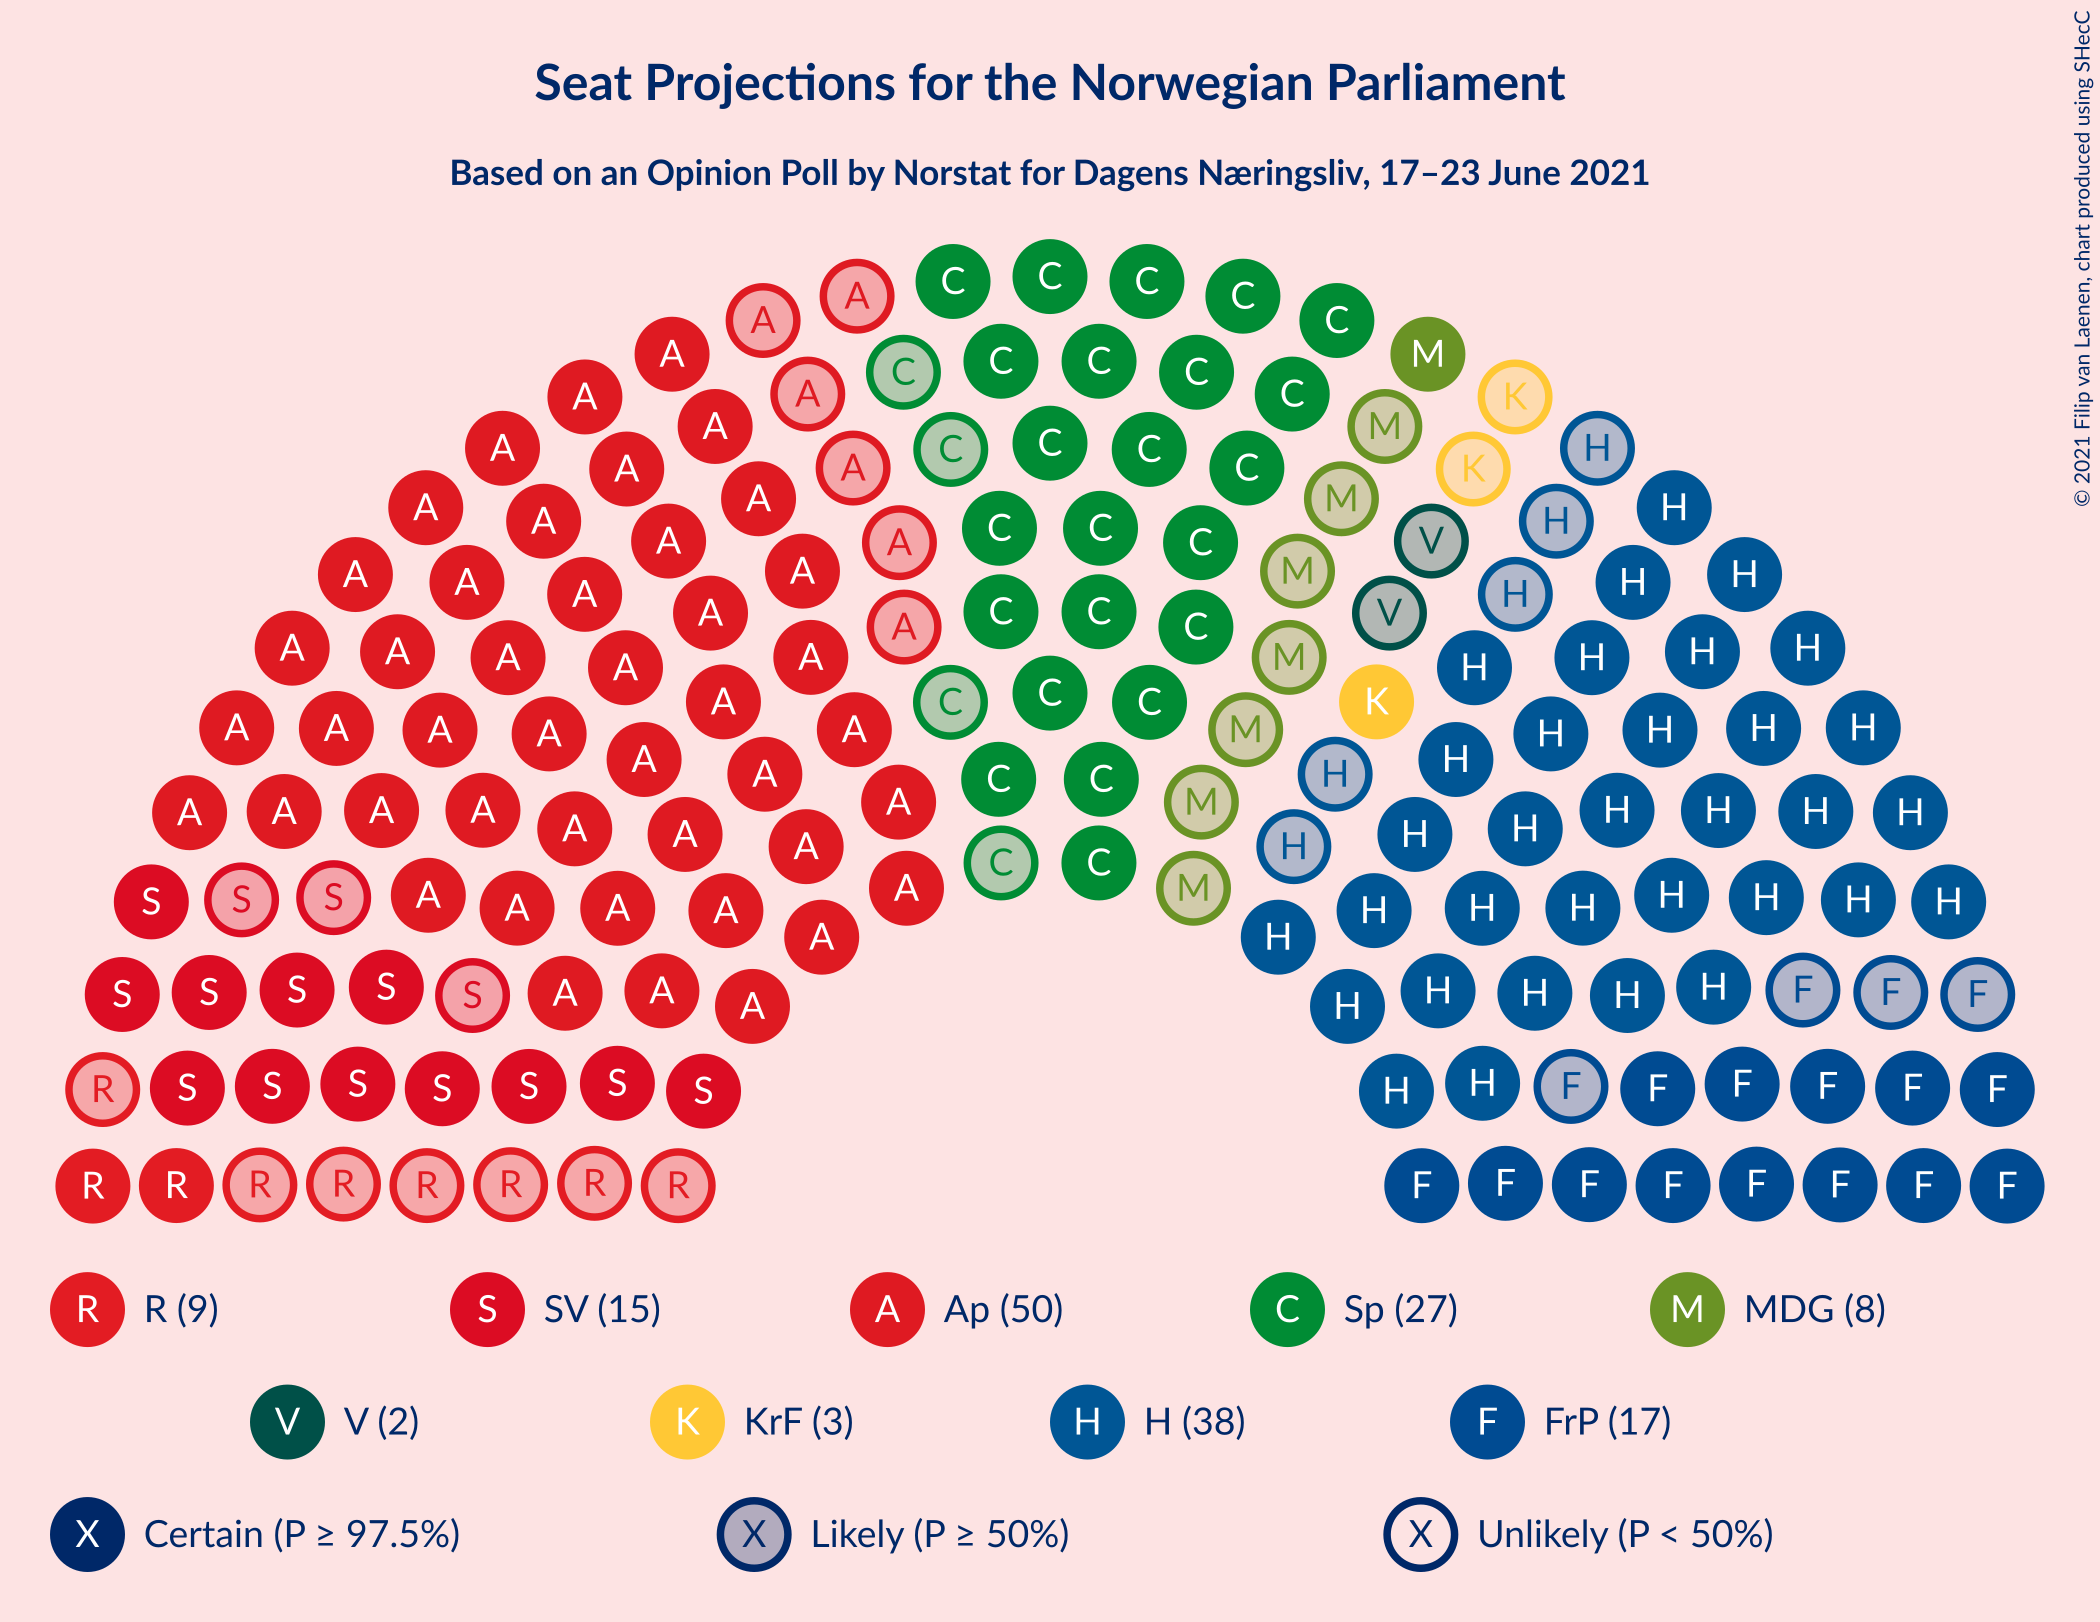 Seat Projections for the Norwegian Parliament
Based on an Opinion Poll by Norstat for Dagens Næringsliv, 17–23 June 2021
© 2021 Filip van Laenen, chart produced using SHecC
C C C C C
A A C C C C C M K
A A A C C C C M K H
A A A A C C C M V H H
A A A A A C C C M V H H H
A A A A A A C C C M K H H H H
A A A A A A A C C M H H H H H H
A A A A A A A A C C M H H H H H H H
S S S A A A A A A H H H H H H H H
S S S S S A A A H H H H H F F F
R S S S S S S S H H F F F F F F
R R R R R R R R F F F F F F F F
R R (9) S SV (15) A Ap (50) C Sp (27) M MDG (8)
V V (2) K KrF (3) H H (38) F FrP (17)
X Certain (P ≥ 97.5%) X Likely (P ≥ 50%) X Unlikely (P < 50%)